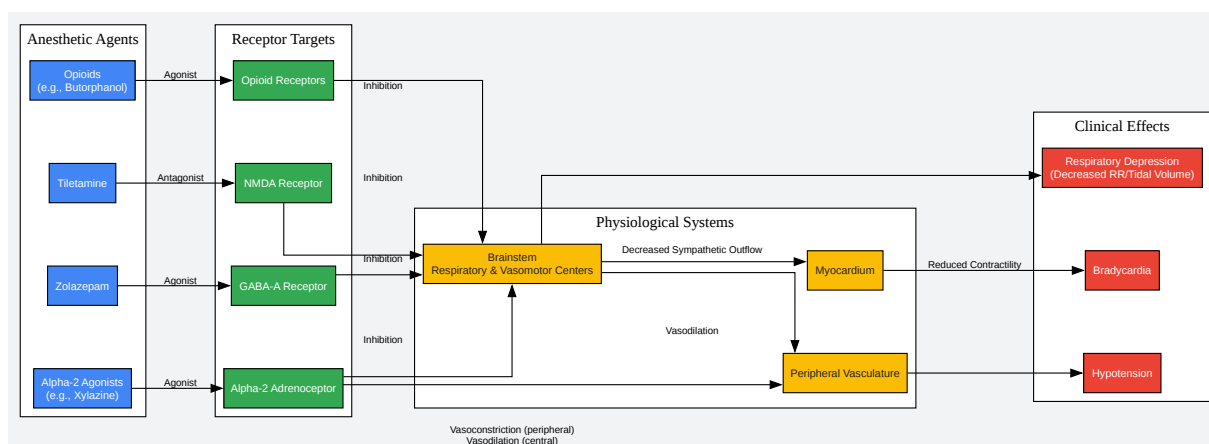 Anesthetic Agents
Receptor Targets
Opioids
(e.g., Butorphanol)
Agonist
Opioid Receptors
Inhibition
Clinical Effects
Respiratory Depression
(Decreased RR/Tidal Volume)
Tiletamine
Antagonist
NMDA Receptor
Inhibition
Physiological Systems
Brainstem
Respiratory & Vasomotor Centers
Decreased Sympathetic Outflow
Myocardium
Reduced Contractility
Bradycardia
Zolazepam
Agonist
GABA-A Receptor
Inhibition
Vasodilation
Inhibition
Peripheral Vasculature
Hypotension
Alpha-2 Agonists
(e.g., Xylazine)
Agonist
Alpha-2 Adrenoceptor
Vasoconstriction (peripheral)
Vasodilation (central)